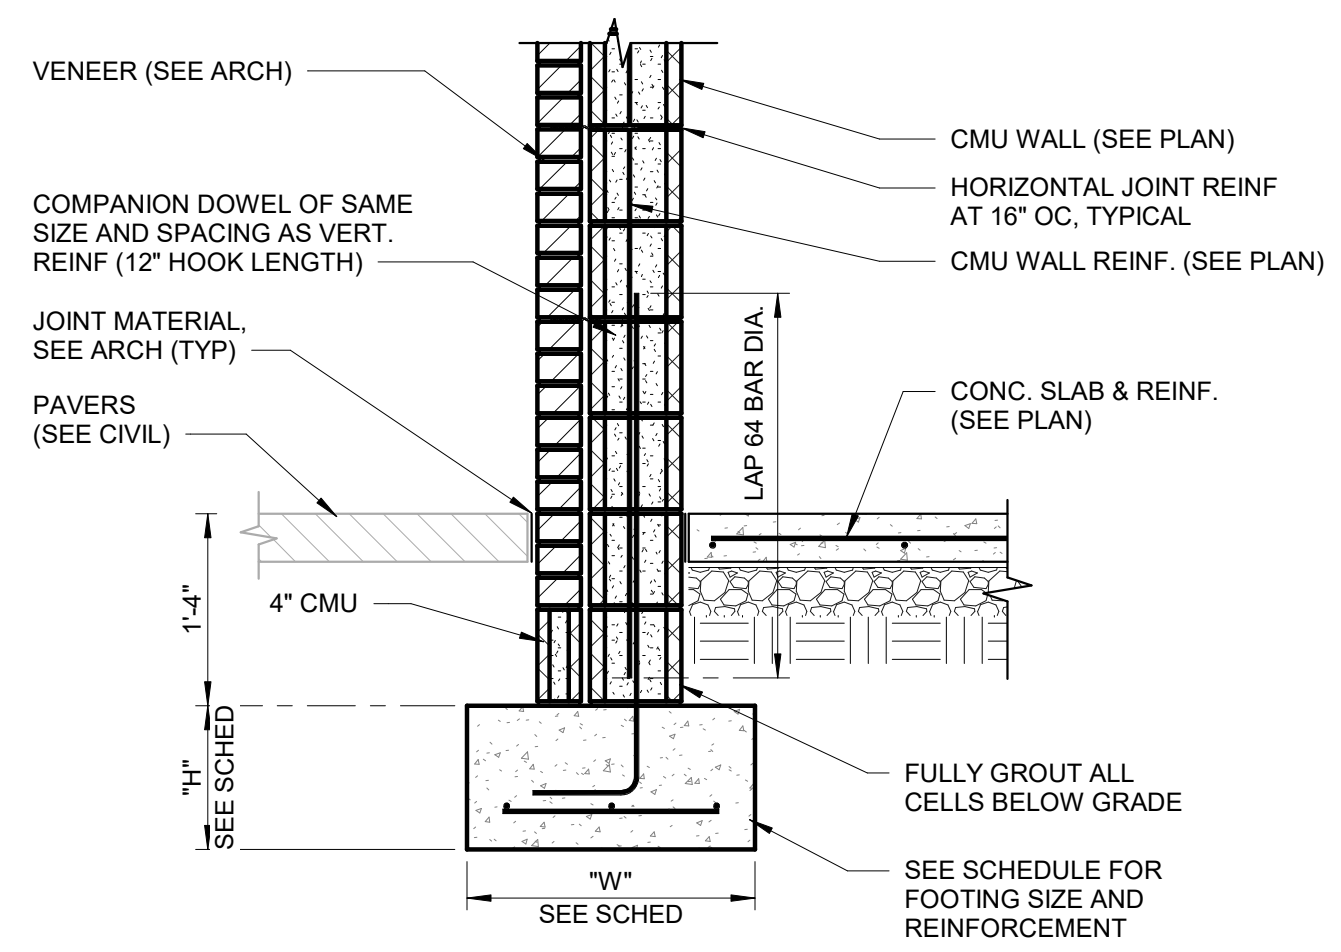 VENEER (SEE ARCH)
COMPANION DOWEL OF SAME
SIZE AND SPACING AS VERT.
REINF (12" HOOK LENGTH)
JOINT MATERIAL,
SEE ARCH (TYP)
PAVERS
(SEE CIVIL)
4" CMU
1'-4"
"H"
SEE SCHED
"W"
SEE SCHED
LAP 64 BAR DIA.
CMU WALL (SEE PLAN)
HORIZONTAL JOINT REINF
AT 16" OC, TYPICAL
CMU WALL REINF. (SEE PLAN)
CONC. SLAB & REINF.
(SEE PLAN)
FULLY GROUT ALL
CELLS BELOW GRADE
SEE SCHEDULE FOR
FOOTING SIZE AND
REINFORCEMENT